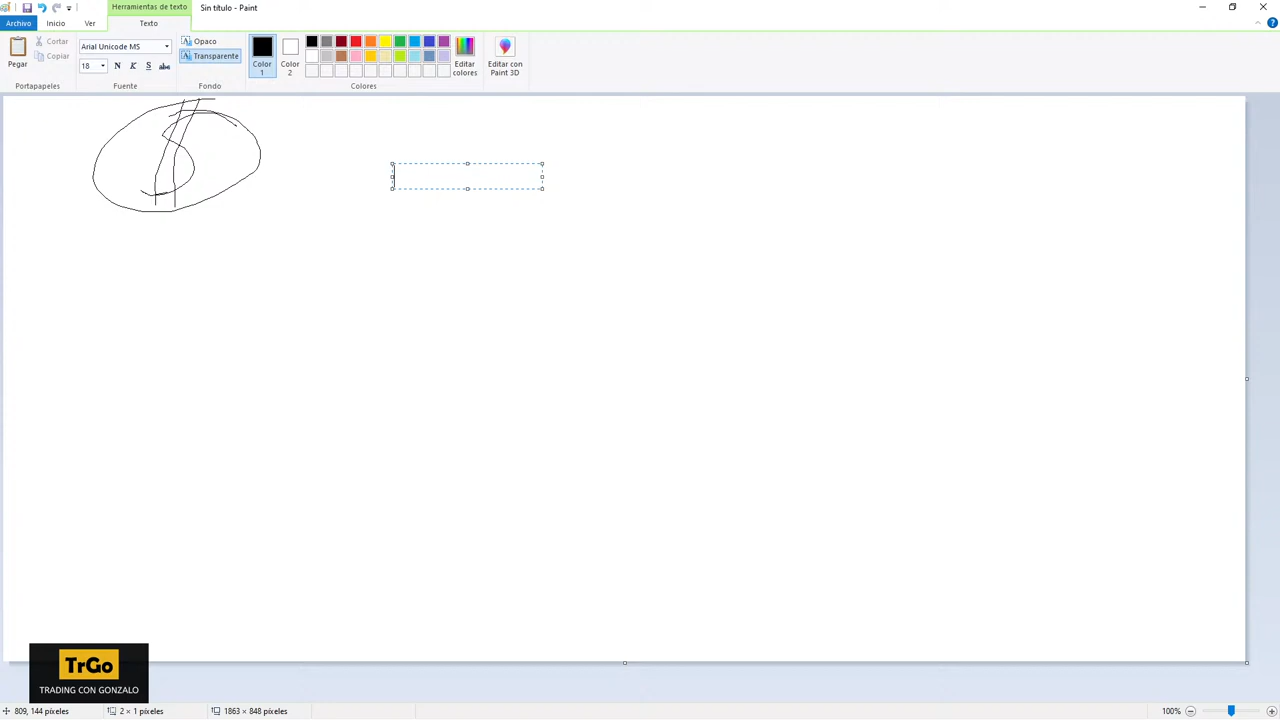 Herramientas de texto
Sin título - Paint
Archivo
Inicio
Ver
Texto
Pegar
Cortar
Copiar
Portapapeles
Arial Unicode MS
18
N
K
S
abc
Fuente
Opaco
Transparente
Fondo
Color 1
Color 2
Colores
Editar colores
Editar con Paint 3D
$
TrGo
TRADING CON GONZALO
809, 144 píxeles
2 × 1 píxeles
1863 × 848 píxeles
100%